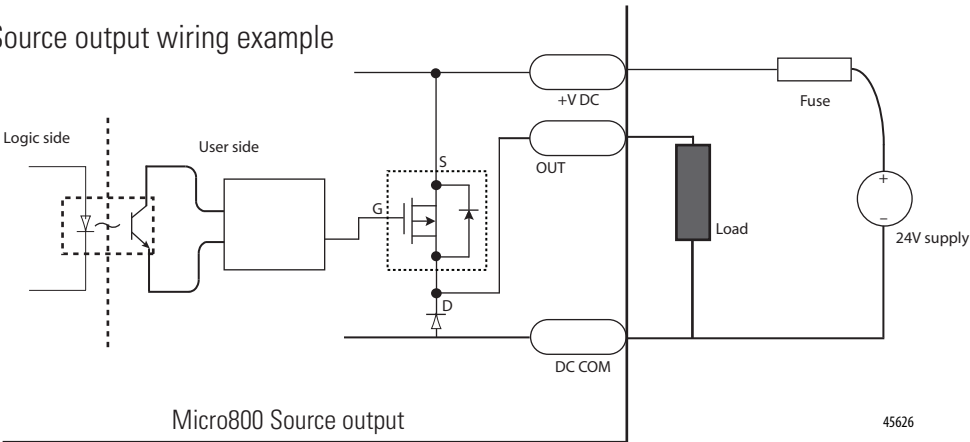 Source output wiring example
+V DC
Fuse
Logic side
User side
S
OUT
G
+
–
Load
24V supply
D
DC COM
Micro800 Source output
45626